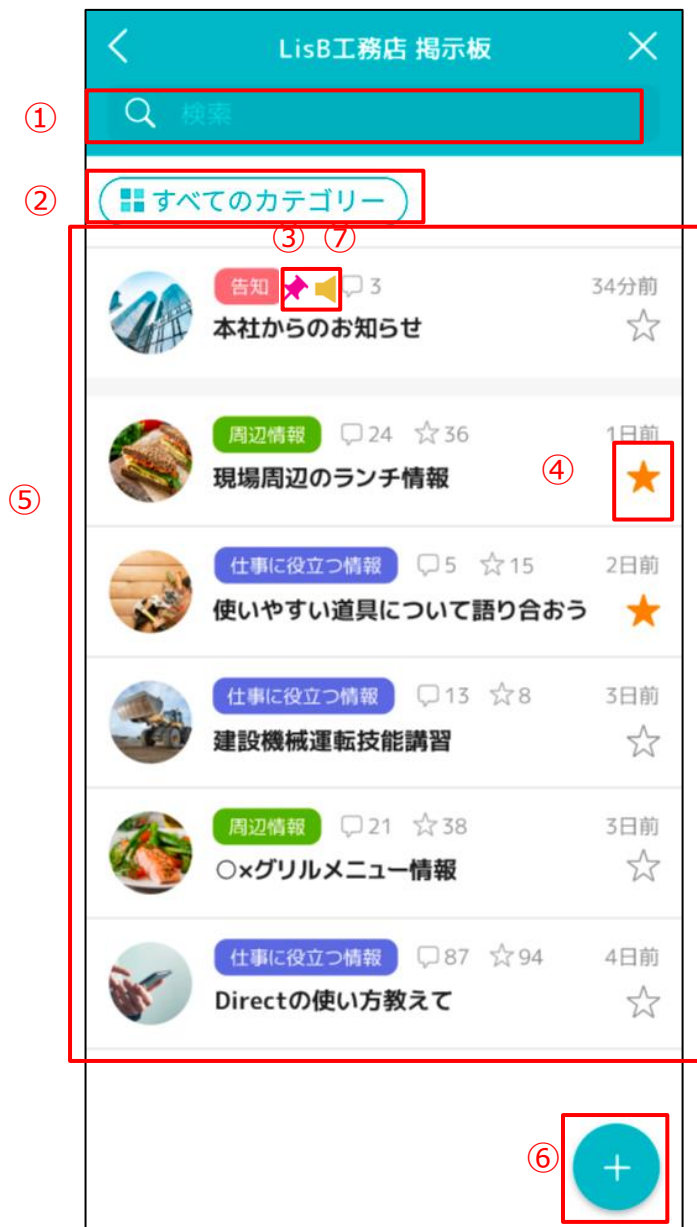 LisB工務店 掲示板
① 検索
② すべてのカテゴリー
③ ⑦
告知 3 34分前
本社からのお知らせ
周辺情報 24 36 1日前
現場周辺のランチ情報 ④
⑤
仕事に役立つ情報 5 15 2日前
使いやすい道具について語り合おう
仕事に役立つ情報 13 8 3日前
建設機械運転技能講習
周辺情報 21 38 3日前
○×グリルメニュー情報
仕事に役立つ情報 87 94 4日前
Directの使い方教えて
⑥ +